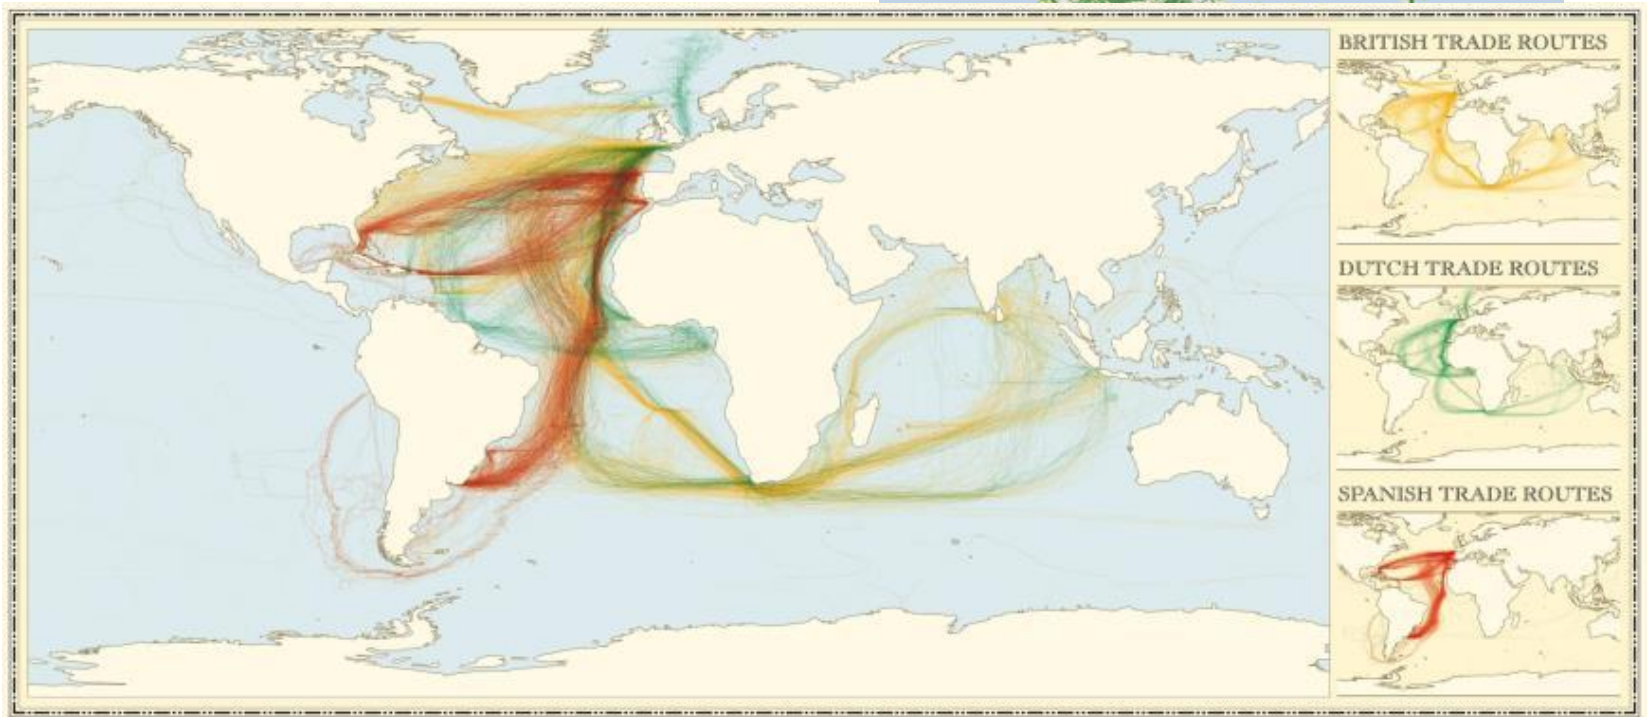 BRITISH TRADE ROUTES
DUTCH TRADE ROUTES
SPANISH TRADE ROUTES